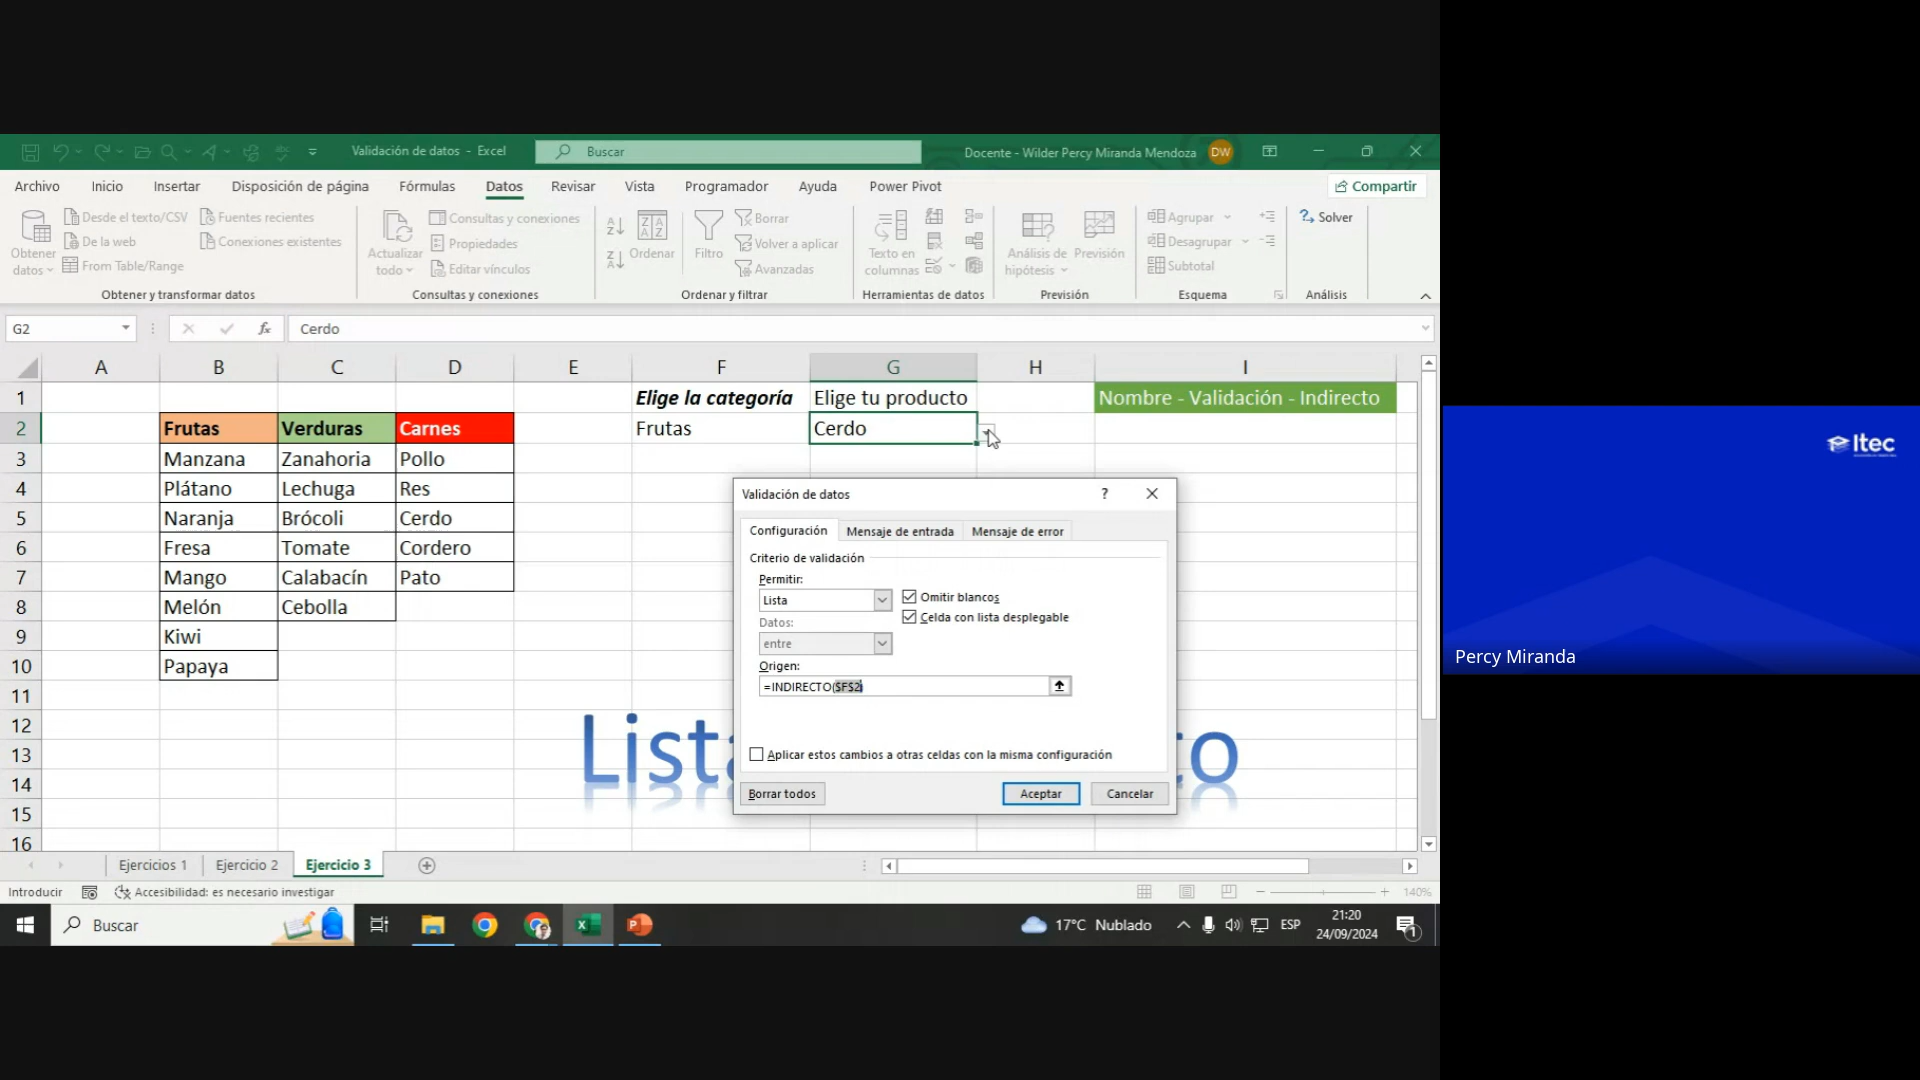 Validación de datos - Excel
Buscar
Docente - Wilder Percy Miranda Mendoza
DW
Archivo
Inicio
Insertar
Disposición de página
Fórmulas
Datos
Revisar
Vista
Programador
Ayuda
Power Pivot
Compartir
Obtener datos
Desde el texto/CSV
De la web
From Table/Range
Fuentes recientes
Conexiones existentes
Obtener y transformar datos
Actualizar todo
Consultas y conexiones
Propiedades
Editar vínculos
Consultas y conexiones
Ordenar
Filtro
Borrar
Volver a aplicar
Avanzadas
Ordenar y filtrar
Texto en columnas
Herramientas de datos
Análisis de hipótesis
Previsión
Previsión
Agrupar
Desagrupar
Subtotal
Esquema
Solver
Análisis
G2
fx
Cerdo
A B C D E F G H I
1 Elige la categoría Elige tu producto Nombre - Validación - Indirecto
2 Frutas Verduras Carnes Frutas Cerdo
3 Manzana Zanahoria Pollo
4 Plátano Lechuga Res
5 Naranja Brócoli Cerdo
6 Fresa Tomate Cordero
7 Mango Calabacín Pato
8 Melón Cebolla
9 Kiwi
10 Papaya
11
12
13
14
15
16
Validación de datos
?
Configuración
Mensaje de entrada
Mensaje de error
Criterio de validación
Permitir:
Lista
Omitir blancos
Celda con lista desplegable
Datos:
entre
Origen:
=INDIRECTO($F$2)
Aplicar estos cambios a otras celdas con la misma configuración
Borrar todos
Aceptar
Cancelar
Ejercicios 1
Ejercicio 2
Ejercicio 3
Introducir
Accesibilidad: es necesario investigar
140%
Buscar
17°C Nublado
ESP
21:20
24/09/2024
1
Itec
Percy Miranda